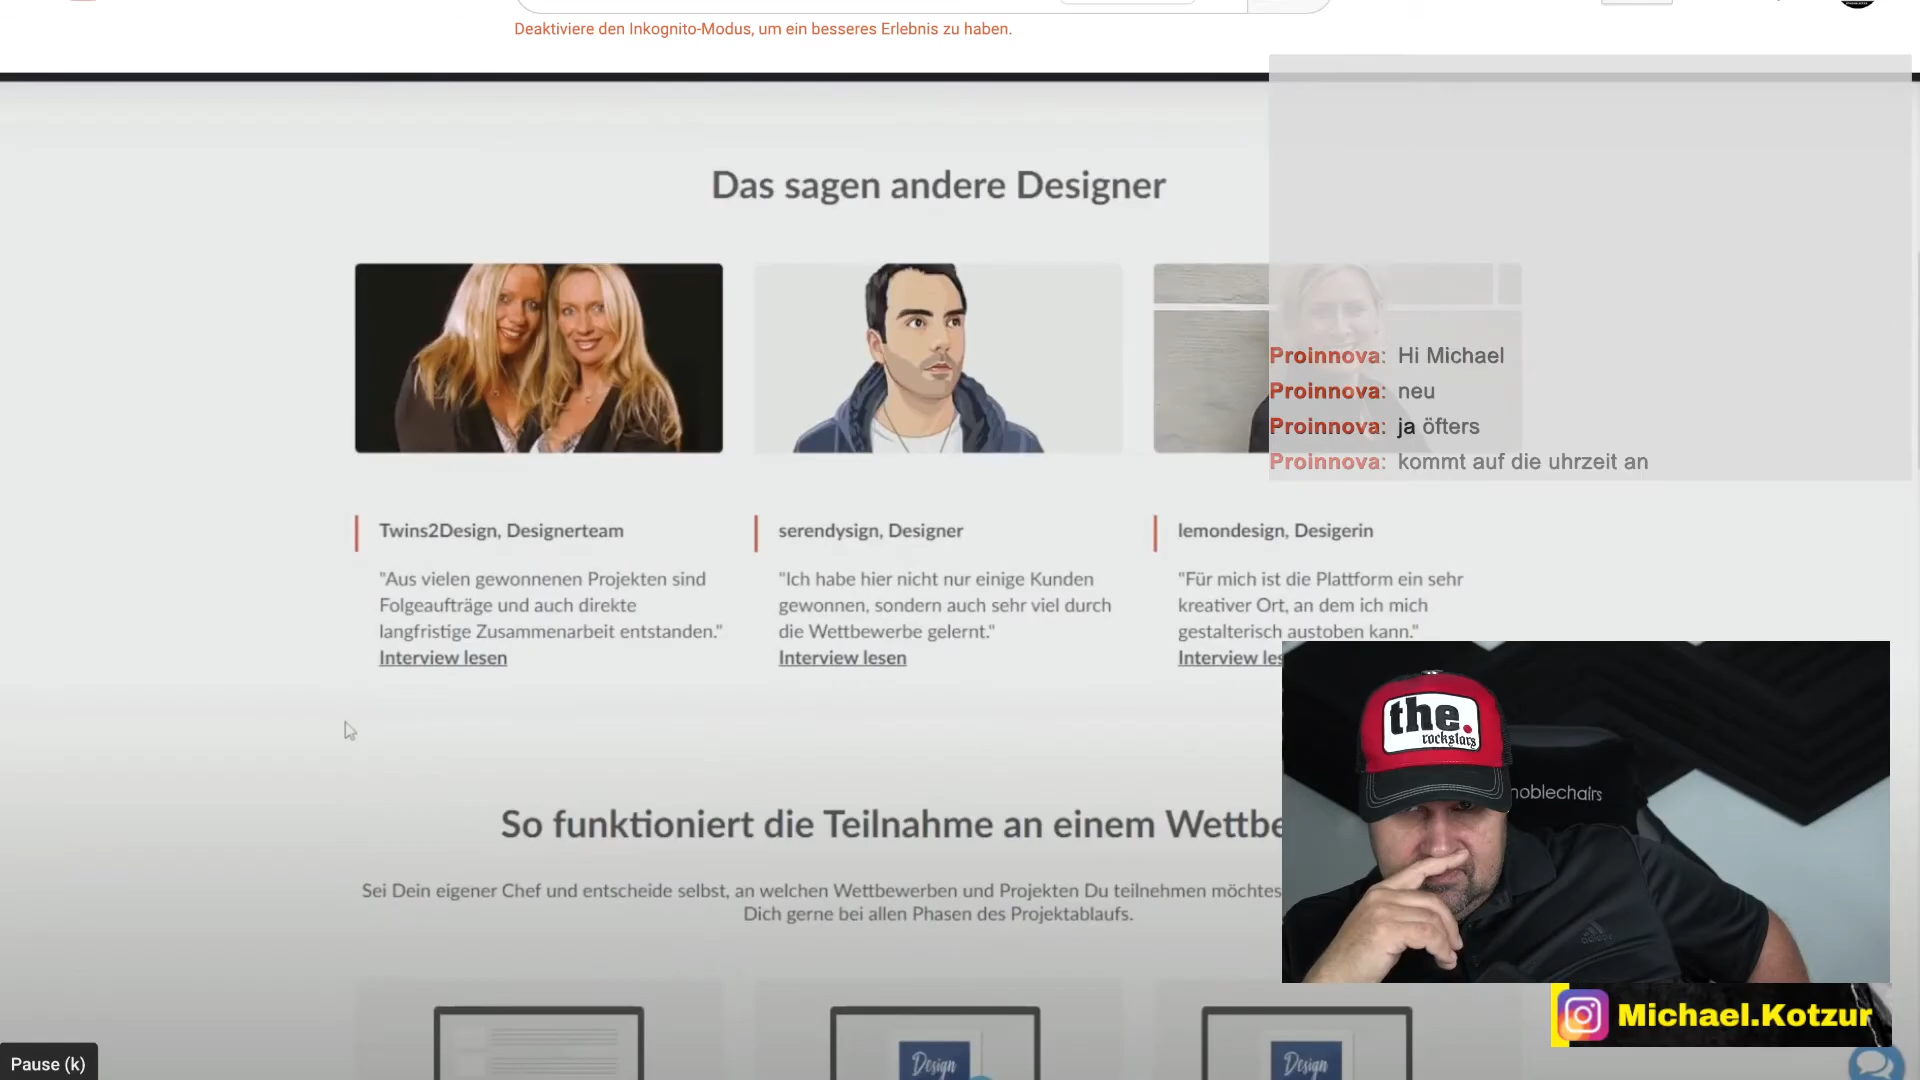 Deaktiviere den Inkognito-Modus, um ein besseres Erlebnis zu haben.
Das sagen andere Designer
Proinnova: Hi Michael
Proinnova: neu
Proinnova: ja öfters
Proinnova: kommt auf die uhrzeit an
Twins2Design, Designerteam
"Aus vielen gewonnenen Projekten sind
Folgeaufträge und auch direkte
langfristige Zusammenarbeit entstanden."
Interview lesen
serendysign, Designer
"Ich habe hier nicht nur einige Kunden
gewonnen, sondern auch sehr viel durch
die Wettbewerbe gelernt."
Interview lesen
lemondesign, Desigerin
"Für mich ist die Plattform ein sehr
kreativer Ort, an dem ich mich
gestalterisch austoben kann."
Interview les
the.
rockstars
noblechairs
adidas
So funktioniert die Teilnahme an einem Wettbe
Sei Dein eigener Chef und entscheide selbst, an welchen Wettbewerben und Projekten Du teilnehmen möchtes
Dich gerne bei allen Phasen des Projektablaufs.
Design
Design
Michael.Kotzur
Pause (k)